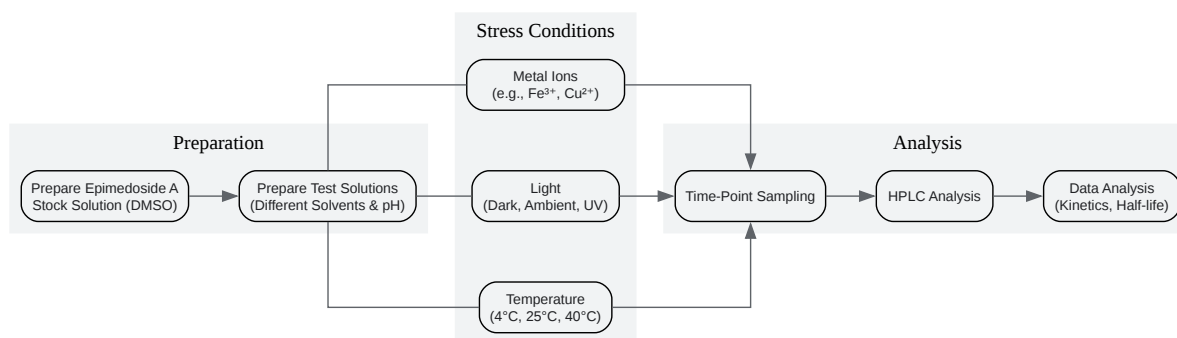 Stress Conditions
Metal Ions
(e.g., Fe³⁺, Cu²⁺)
Preparation
Analysis
Prepare Epimedoside A
Stock Solution (DMSO)
Prepare Test Solutions
(Different Solvents & pH)
Light
(Dark, Ambient, UV)
Time-Point Sampling
HPLC Analysis
Data Analysis
(Kinetics, Half-life)
Temperature
(4°C, 25°C, 40°C)